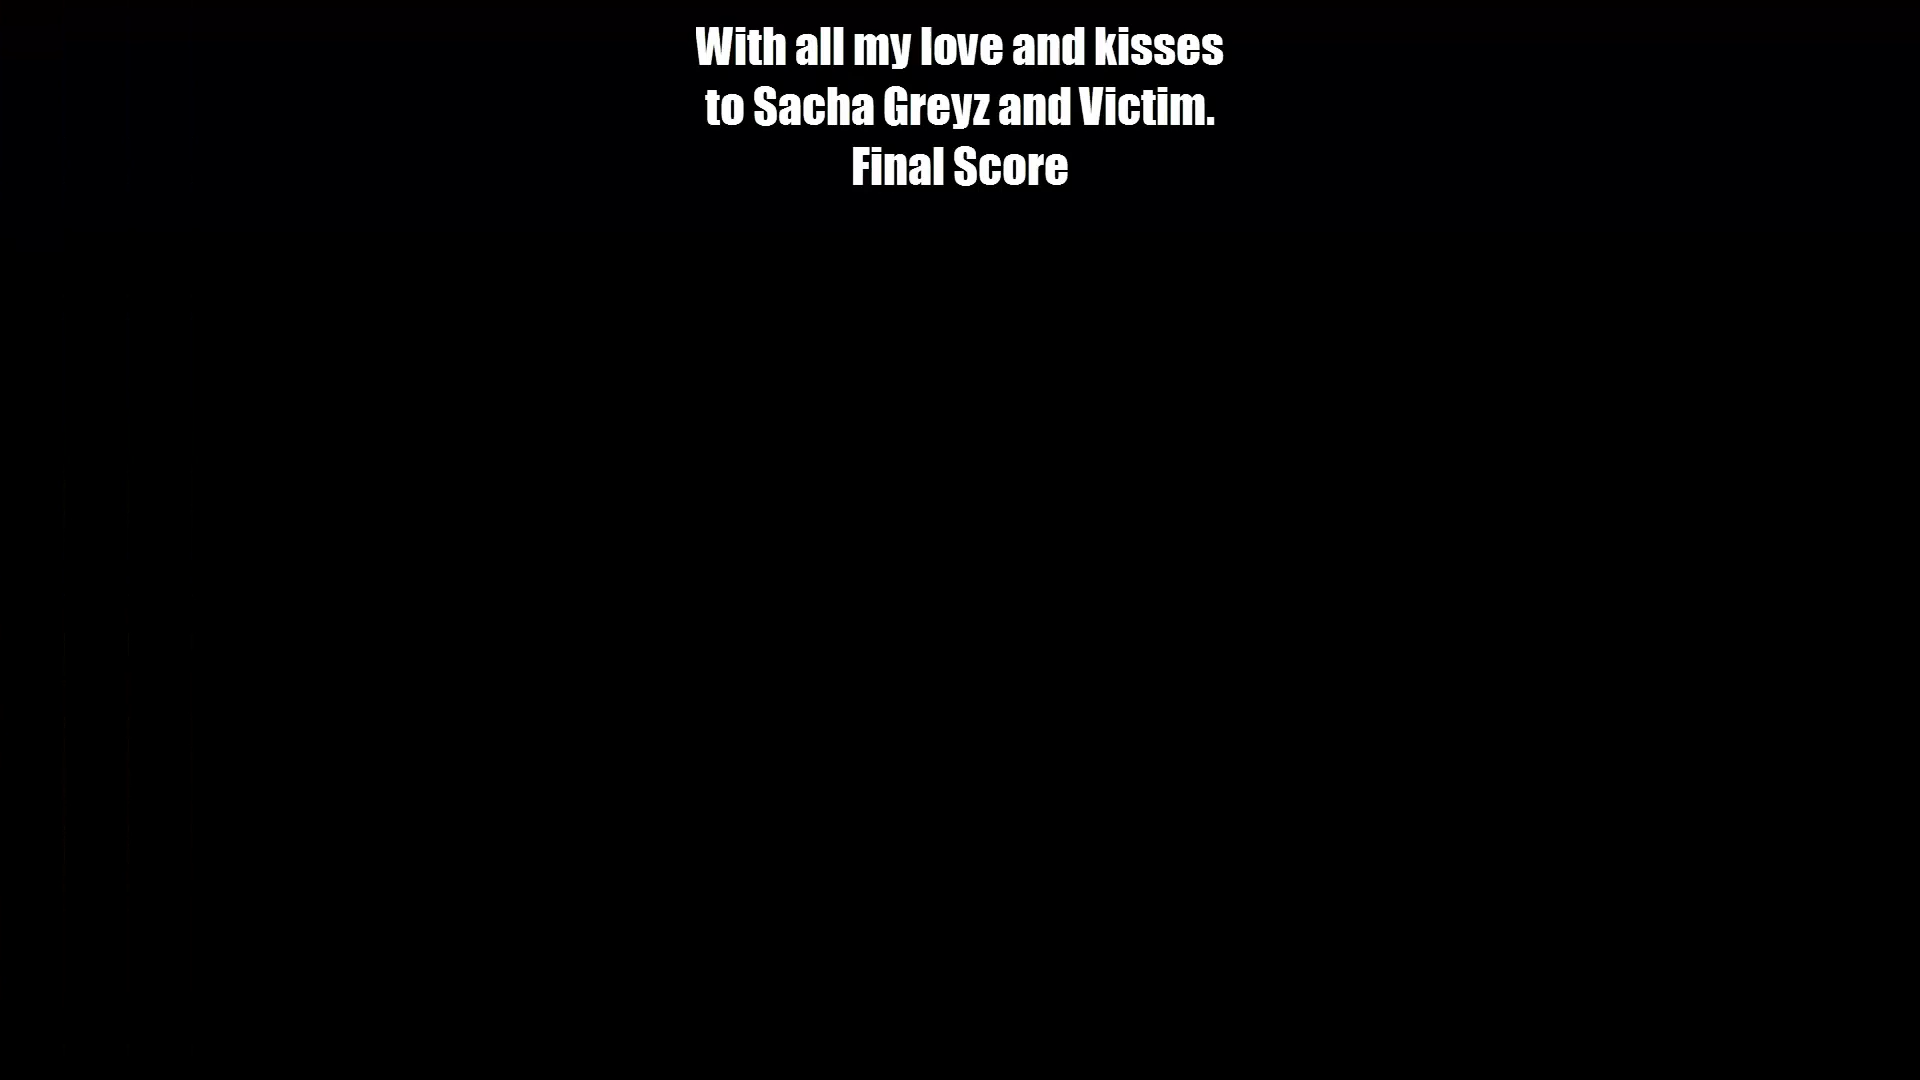 With all my love and kisses
to Sacha Greyz and Victim.
Final Score